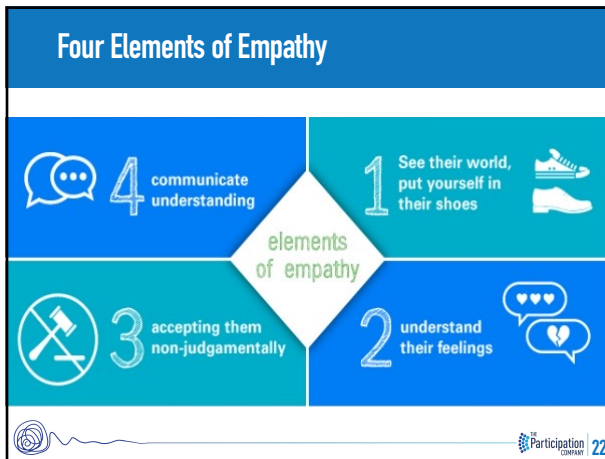 Four Elements of Empathy
4
communicate
understanding
1
See their world,
put yourself in
their shoes
elements
of empathy
3
accepting them
non-judgamentally
2
understand
their feelings
THE
Participation
COMPANY
22